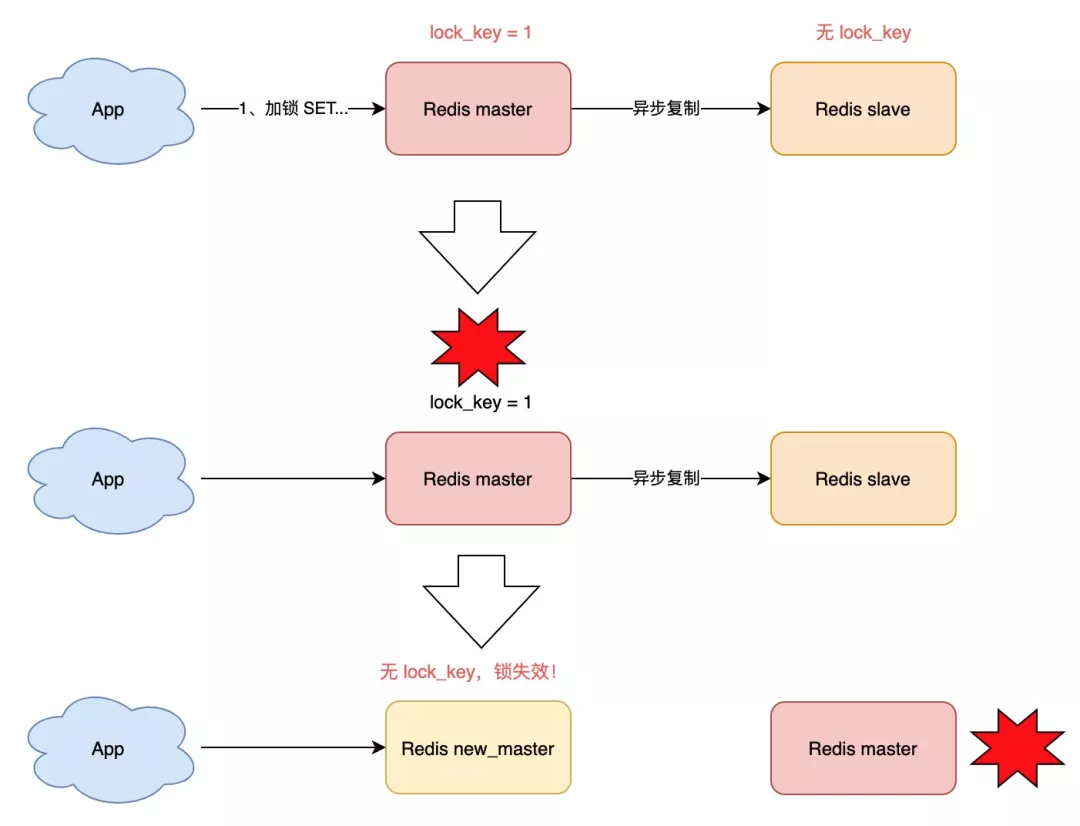 lock_key = 1
无 lock_key
App
1、加锁 SET...
Redis master
异步复制
Redis slave
lock_key = 1
App
Redis master
异步复制
Redis slave
无 lock_key，锁失效！
App
Redis new_master
Redis master